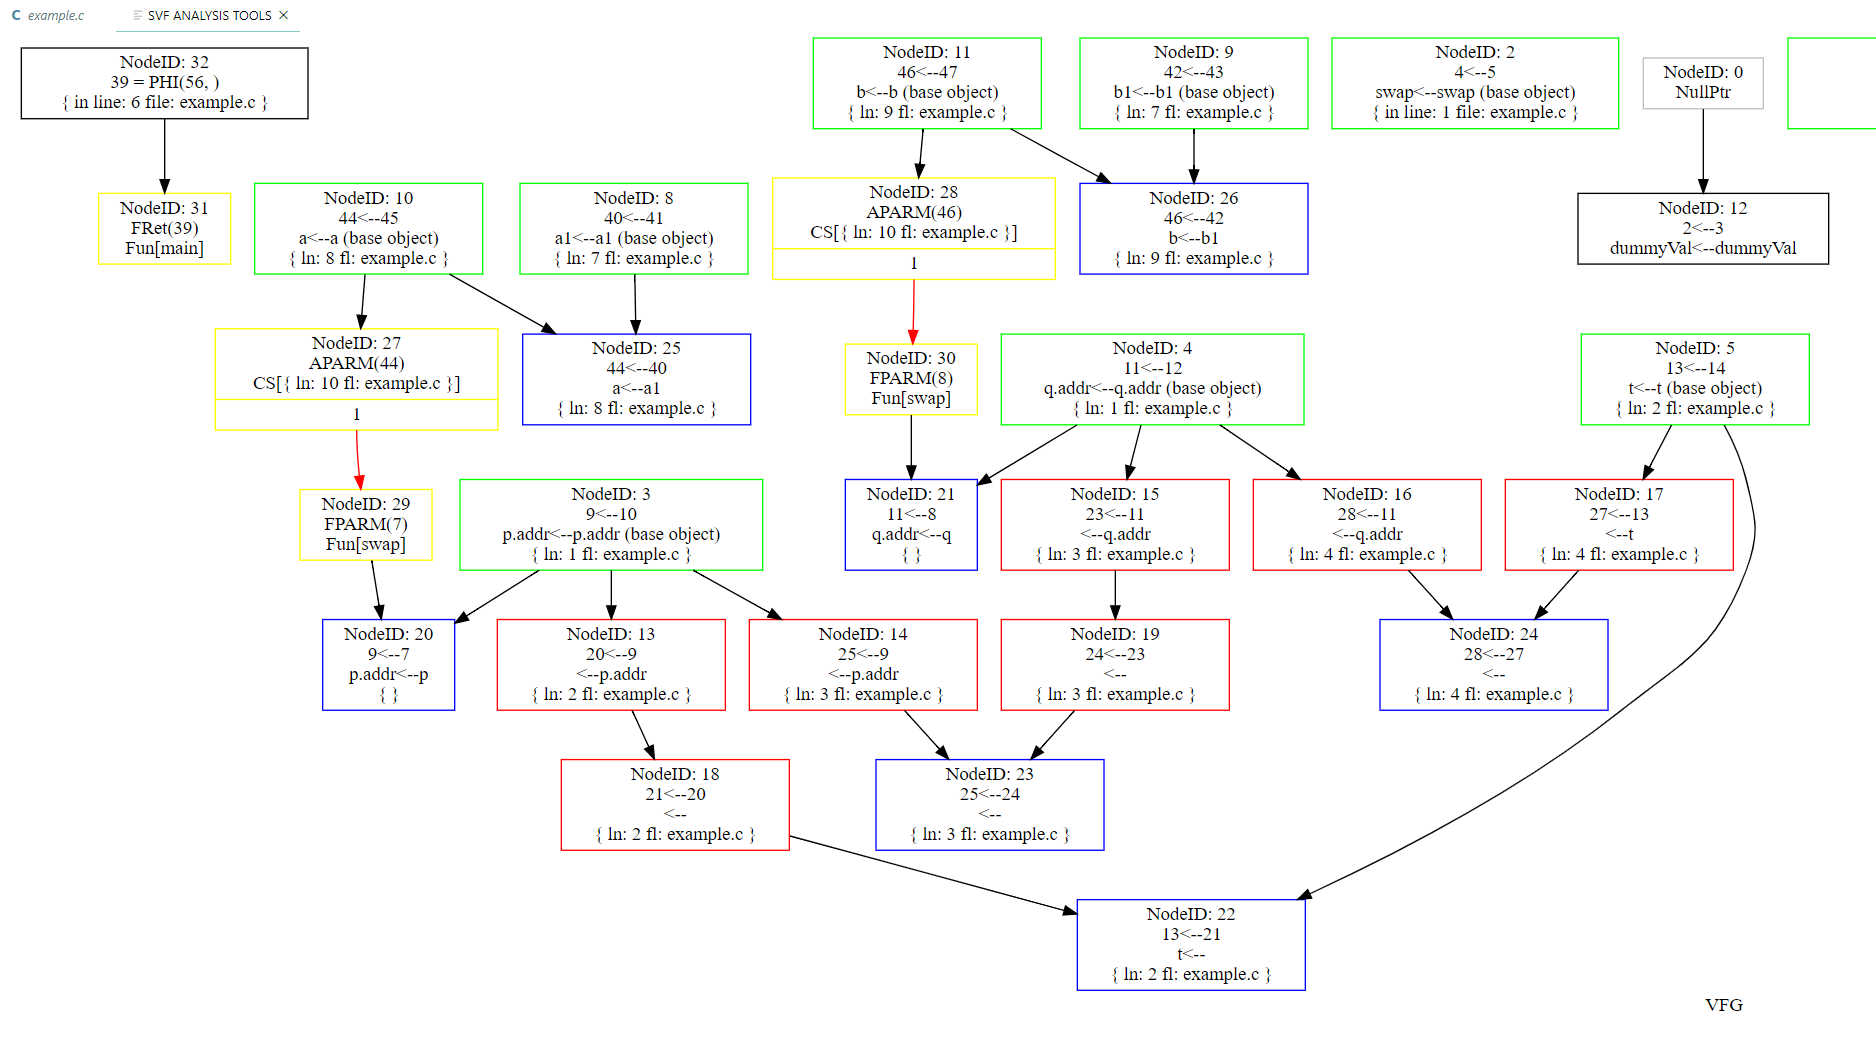 example.c
SVF ANALYSIS TOOLS
NodeID: 32
39 = PHI(56, )
{ in line: 6 file: example.c }
NodeID: 11
46<--47
b<--b (base object)
{ ln: 9 fl: example.c }
NodeID: 9
42<--43
b1<--b1 (base object)
{ ln: 7 fl: example.c }
NodeID: 2
4<--5
swap<--swap (base object)
{ in line: 1 file: example.c }
NodeID: 0
NullPtr
NodeID: 31
FRet(39)
Fun[main]
NodeID: 10
44<--45
a<--a (base object)
{ ln: 8 fl: example.c }
NodeID: 8
40<--41
a1<--a1 (base object)
{ ln: 7 fl: example.c }
NodeID: 28
APARM(46)
CS[{ ln: 10 fl: example.c }]
1
NodeID: 26
46<--42
b<--b1
{ ln: 9 fl: example.c }
NodeID: 12
2<--3
dummyVal<--dummyVal
NodeID: 27
APARM(44)
CS[{ ln: 10 fl: example.c }]
1
NodeID: 25
44<--40
a<--a1
{ ln: 8 fl: example.c }
NodeID: 30
FPARM(8)
Fun[swap]
NodeID: 4
11<--12
q.addr<--q.addr (base object)
{ ln: 1 fl: example.c }
NodeID: 5
13<--14
t<--t (base object)
{ ln: 2 fl: example.c }
NodeID: 29
FPARM(7)
Fun[swap]
NodeID: 3
9<--10
p.addr<--p.addr (base object)
{ ln: 1 fl: example.c }
NodeID: 21
11<--8
q.addr<--q
{ }
NodeID: 15
23<--11
<--q.addr
{ ln: 3 fl: example.c }
NodeID: 16
28<--11
<--q.addr
{ ln: 4 fl: example.c }
NodeID: 17
27<--13
<--t
{ ln: 4 fl: example.c }
NodeID: 20
9<--7
p.addr<--p
{ }
NodeID: 13
20<--9
<--p.addr
{ ln: 2 fl: example.c }
NodeID: 14
25<--9
<--p.addr
{ ln: 3 fl: example.c }
NodeID: 19
24<--23
<--
{ ln: 3 fl: example.c }
NodeID: 24
28<--27
<--
{ ln: 4 fl: example.c }
NodeID: 18
21<--20
<--
{ ln: 2 fl: example.c }
NodeID: 23
25<--24
<--
{ ln: 3 fl: example.c }
NodeID: 22
13<--21
t<--
{ ln: 2 fl: example.c }
VFG